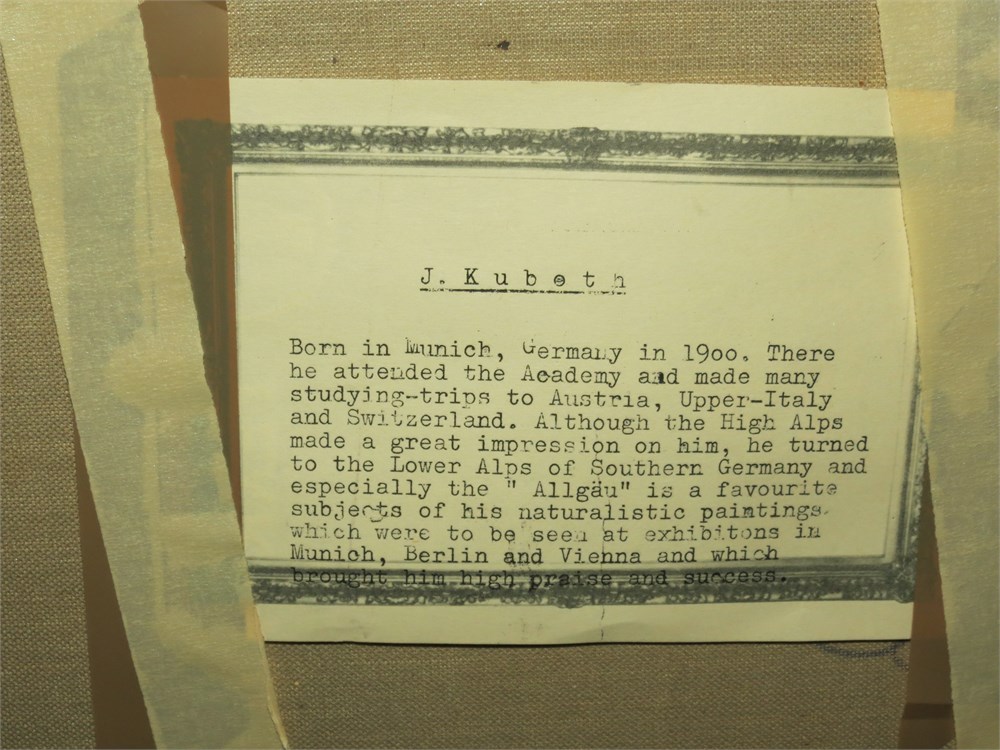 J. Kubeth
Born in Munich, Germany in 19oo. There
he attended the Academy and made many
studying-trips to Austria, Upper-Italy
and Switzerland. Although the High Alps
made a great impression on him, he turned
to the Lower Alps of Southern Germany and
especially the " Allgäu" is a favourite
subjects of his naturalistic paintings.
which were to be seen at exhibitons in
Munich, Berlin and Vienna and which
brought him high praise and success.